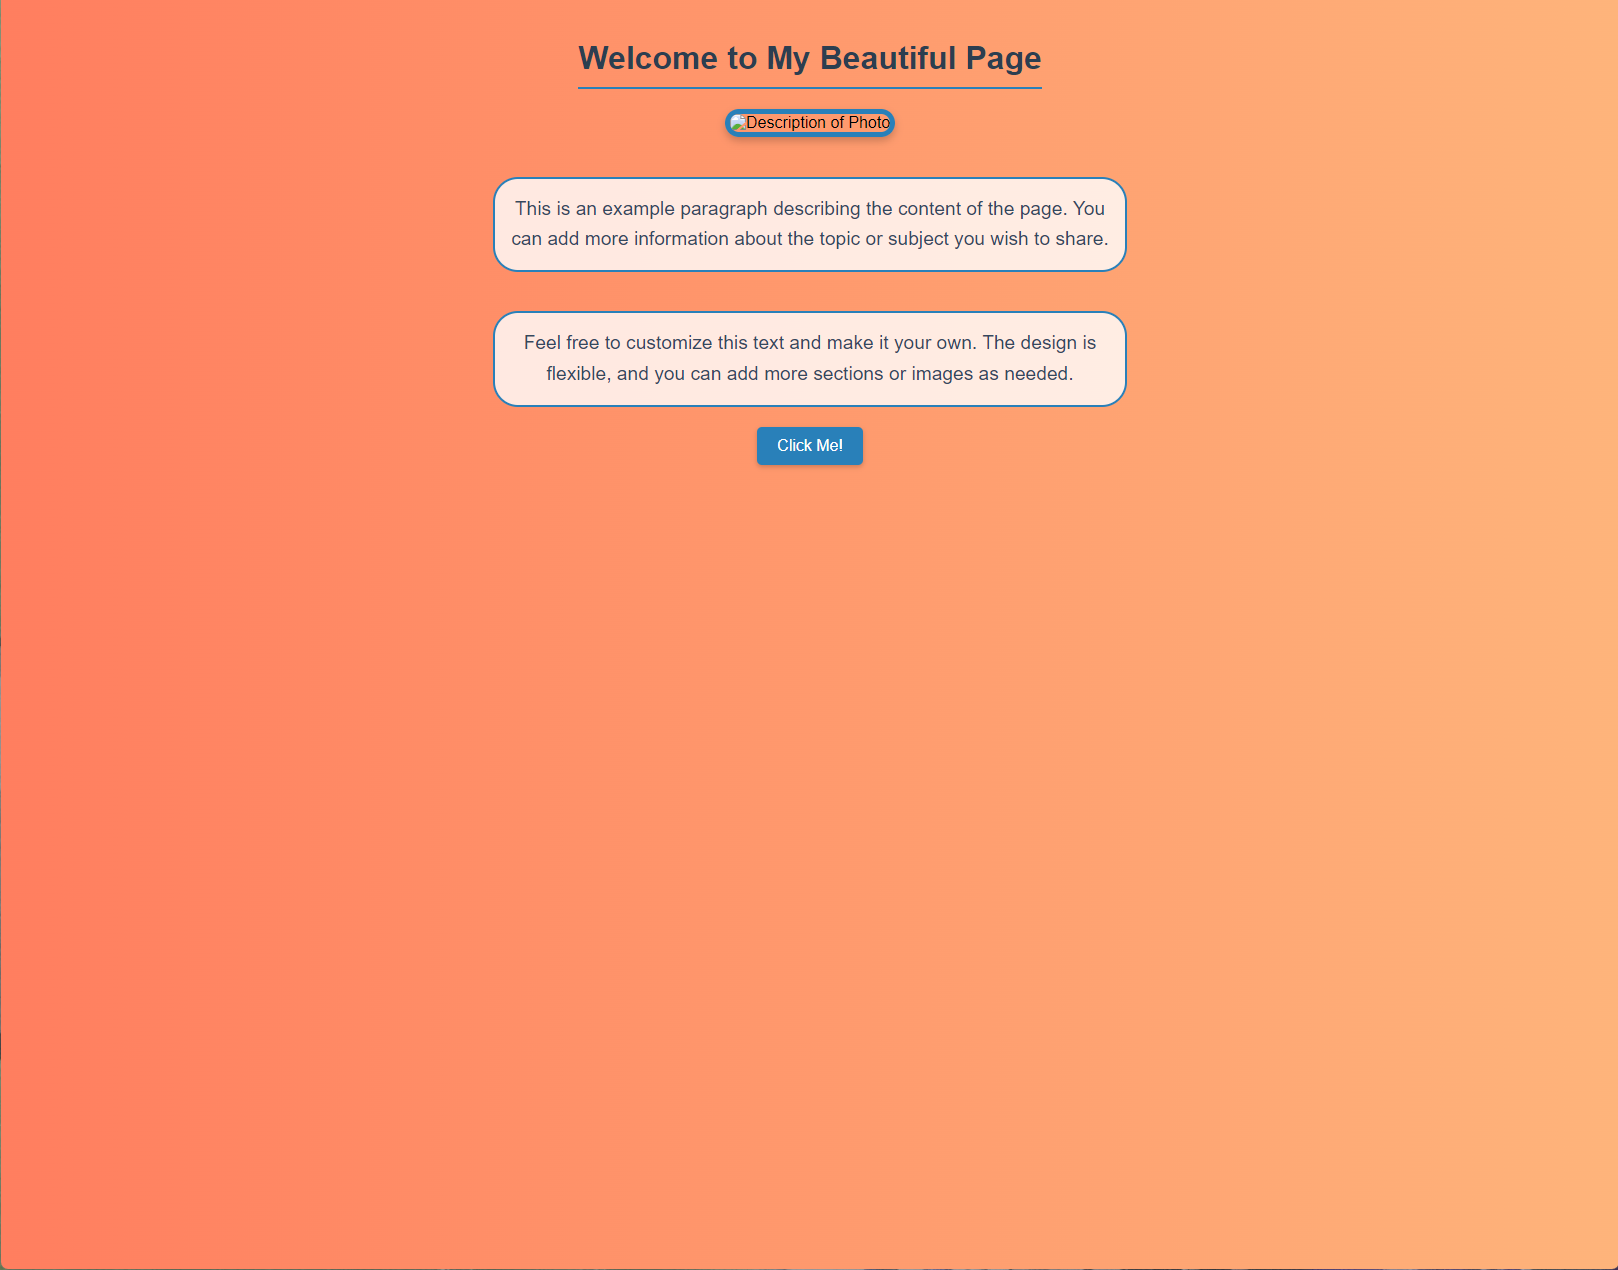 Welcome to My Beautiful Page
Description of Photo
This is an example paragraph describing the content of the page. You
can add more information about the topic or subject you wish to share.
Feel free to customize this text and make it your own. The design is
flexible, and you can add more sections or images as needed.
Click Me!